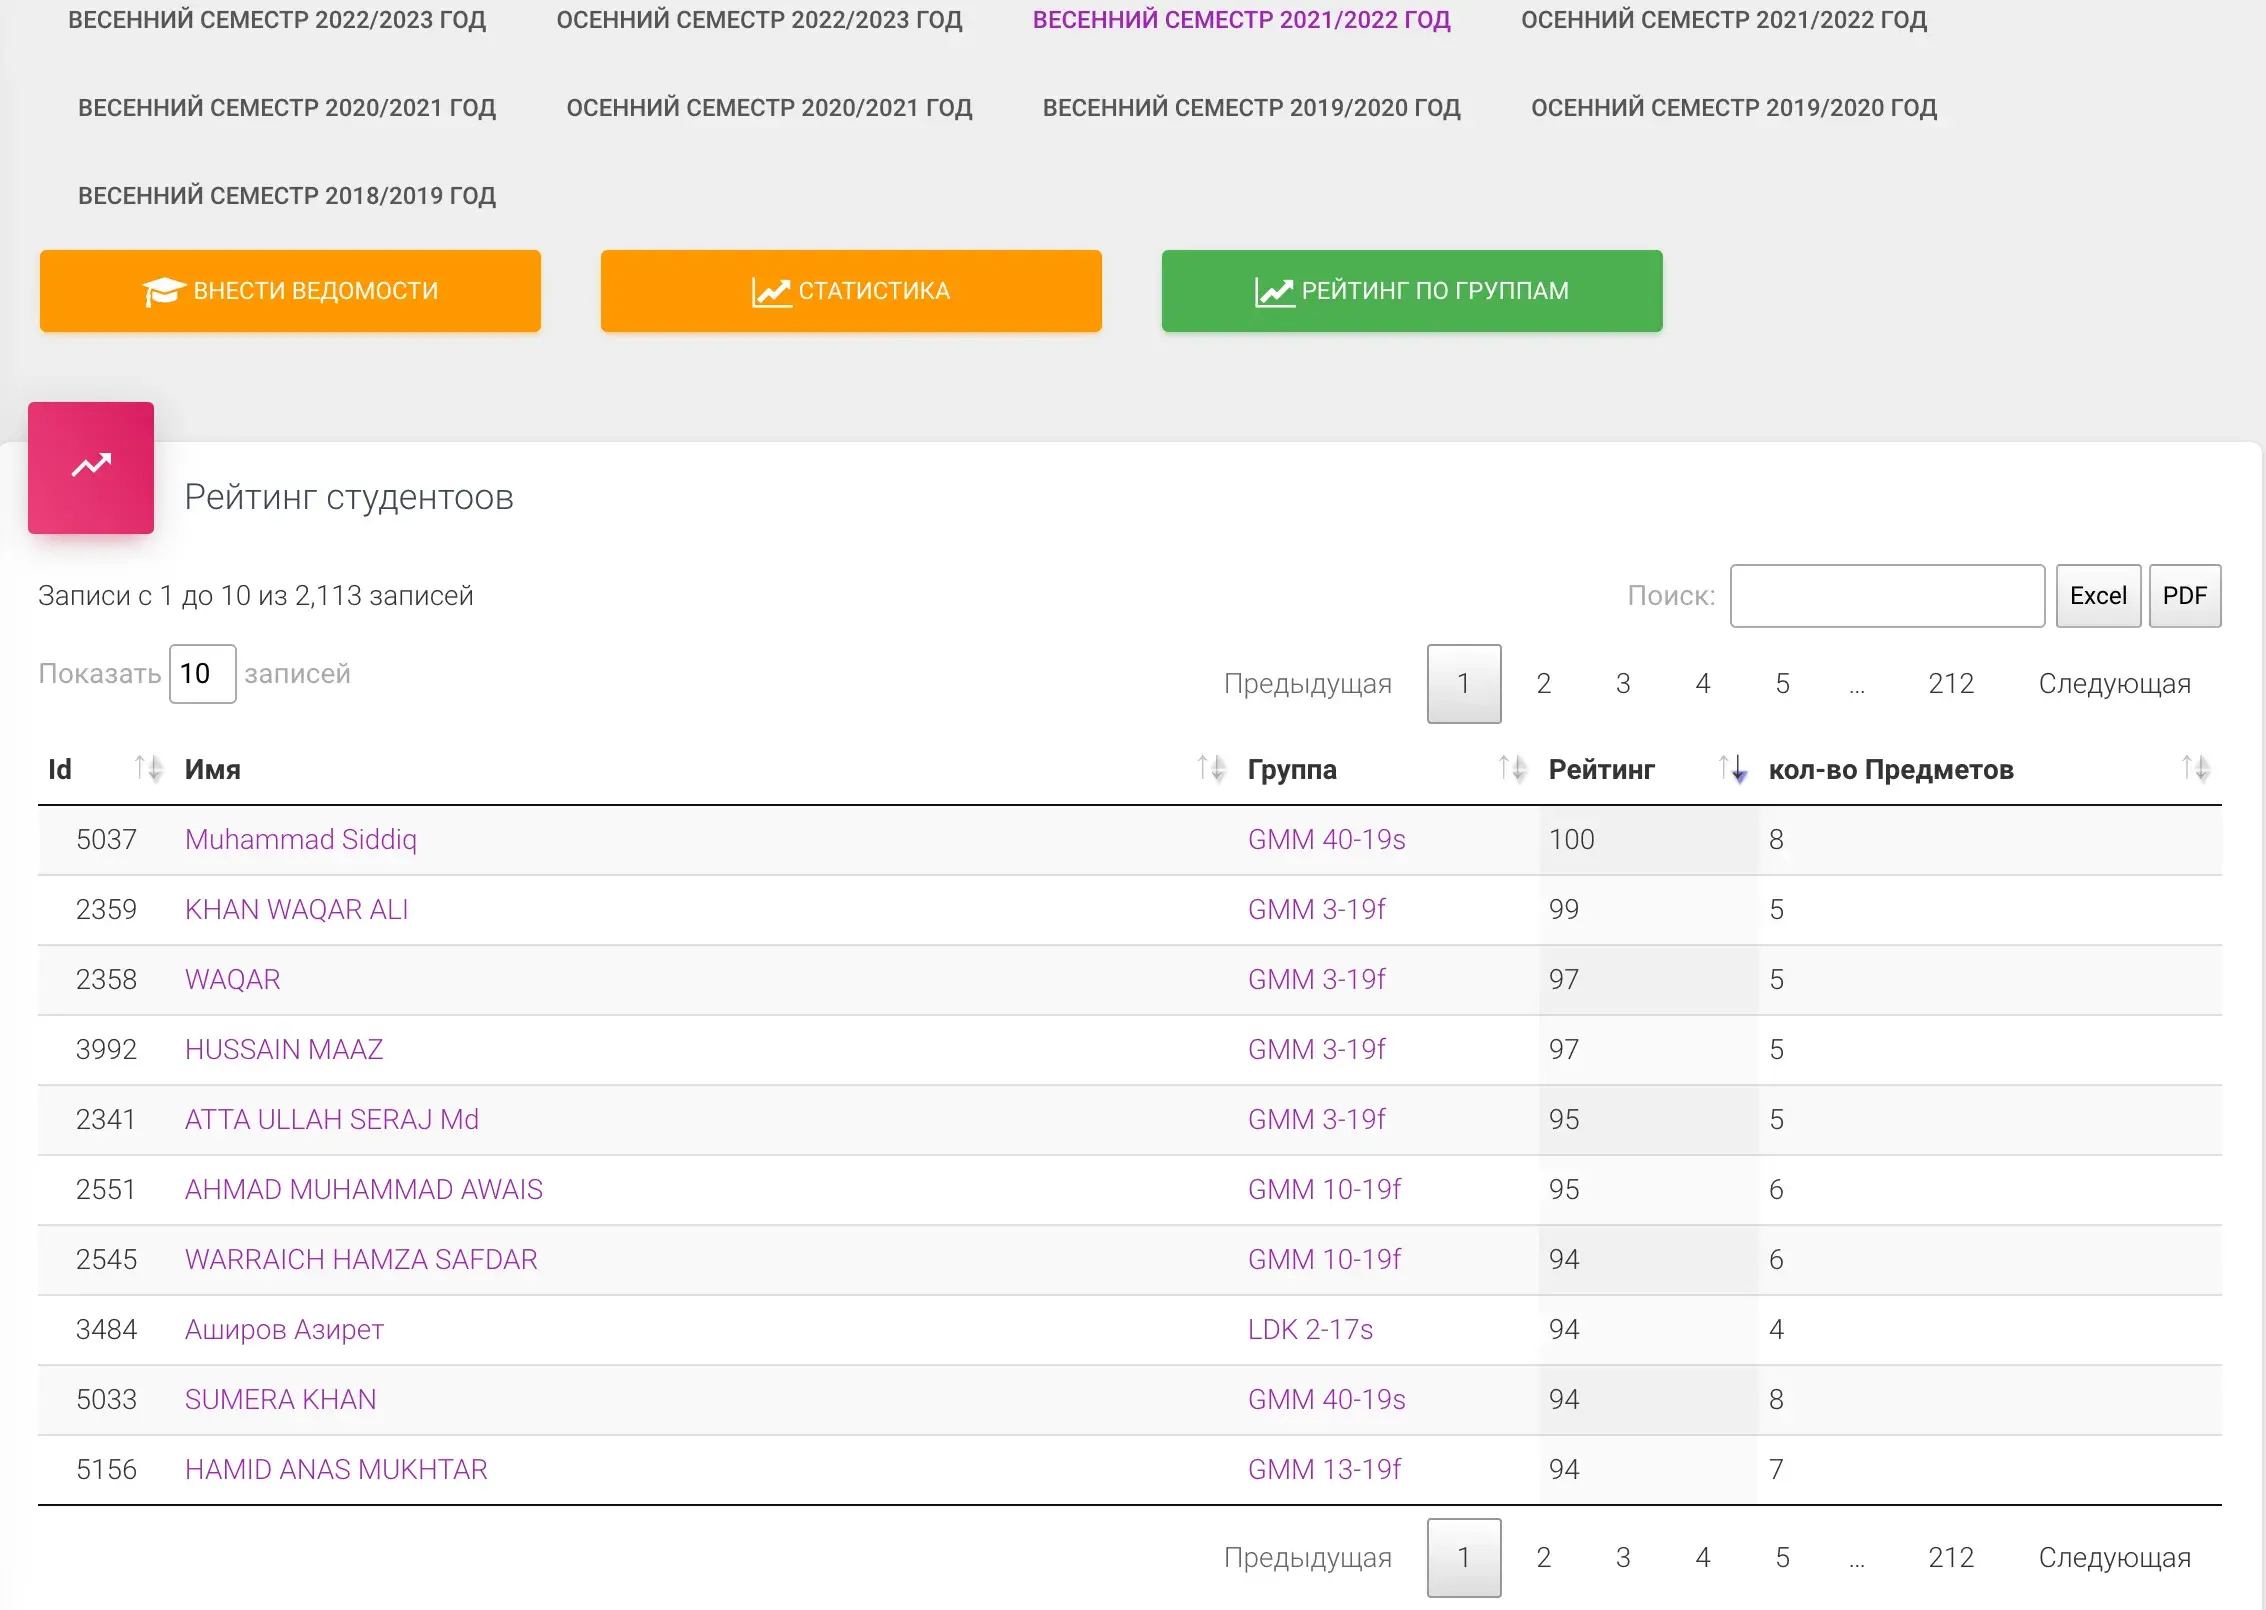 ВЕСЕННИЙ СЕМЕСТР 2022/2023 ГОД ОСЕННИЙ СЕМЕСТР 2022/2023 ГОД ВЕСЕННИЙ СЕМЕСТР 2021/2022 ГОД ОСЕННИЙ СЕМЕСТР 2021/2022 ГОД
ВЕСЕННИЙ СЕМЕСТР 2020/2021 ГОД ОСЕННИЙ СЕМЕСТР 2020/2021 ГОД ВЕСЕННИЙ СЕМЕСТР 2019/2020 ГОД ОСЕННИЙ СЕМЕСТР 2019/2020 ГОД
ВЕСЕННИЙ СЕМЕСТР 2018/2019 ГОД
ВНЕСТИ ВЕДОМОСТИ СТАТИСТИКА РЕЙТИНГ ПО ГРУППАМ
Рейтинг студентоов
Записи с 1 до 10 из 2,113 записей Поиск: Excel PDF
Показать 10 записей Предыдущая 1 2 3 4 5 … 212 Следующая
Id Имя Группа Рейтинг кол-во Предметов
5037 Muhammad Siddiq GMM 40-19s 100 8
2359 KHAN WAQAR ALI GMM 3-19f 99 5
2358 WAQAR GMM 3-19f 97 5
3992 HUSSAIN MAAZ GMM 3-19f 97 5
2341 ATTA ULLAH SERAJ Md GMM 3-19f 95 5
2551 AHMAD MUHAMMAD AWAIS GMM 10-19f 95 6
2545 WARRAICH HAMZA SAFDAR GMM 10-19f 94 6
3484 Аширов Азирет LDK 2-17s 94 4
5033 SUMERA KHAN GMM 40-19s 94 8
5156 HAMID ANAS MUKHTAR GMM 13-19f 94 7
Предыдущая 1 2 3 4 5 … 212 Следующая